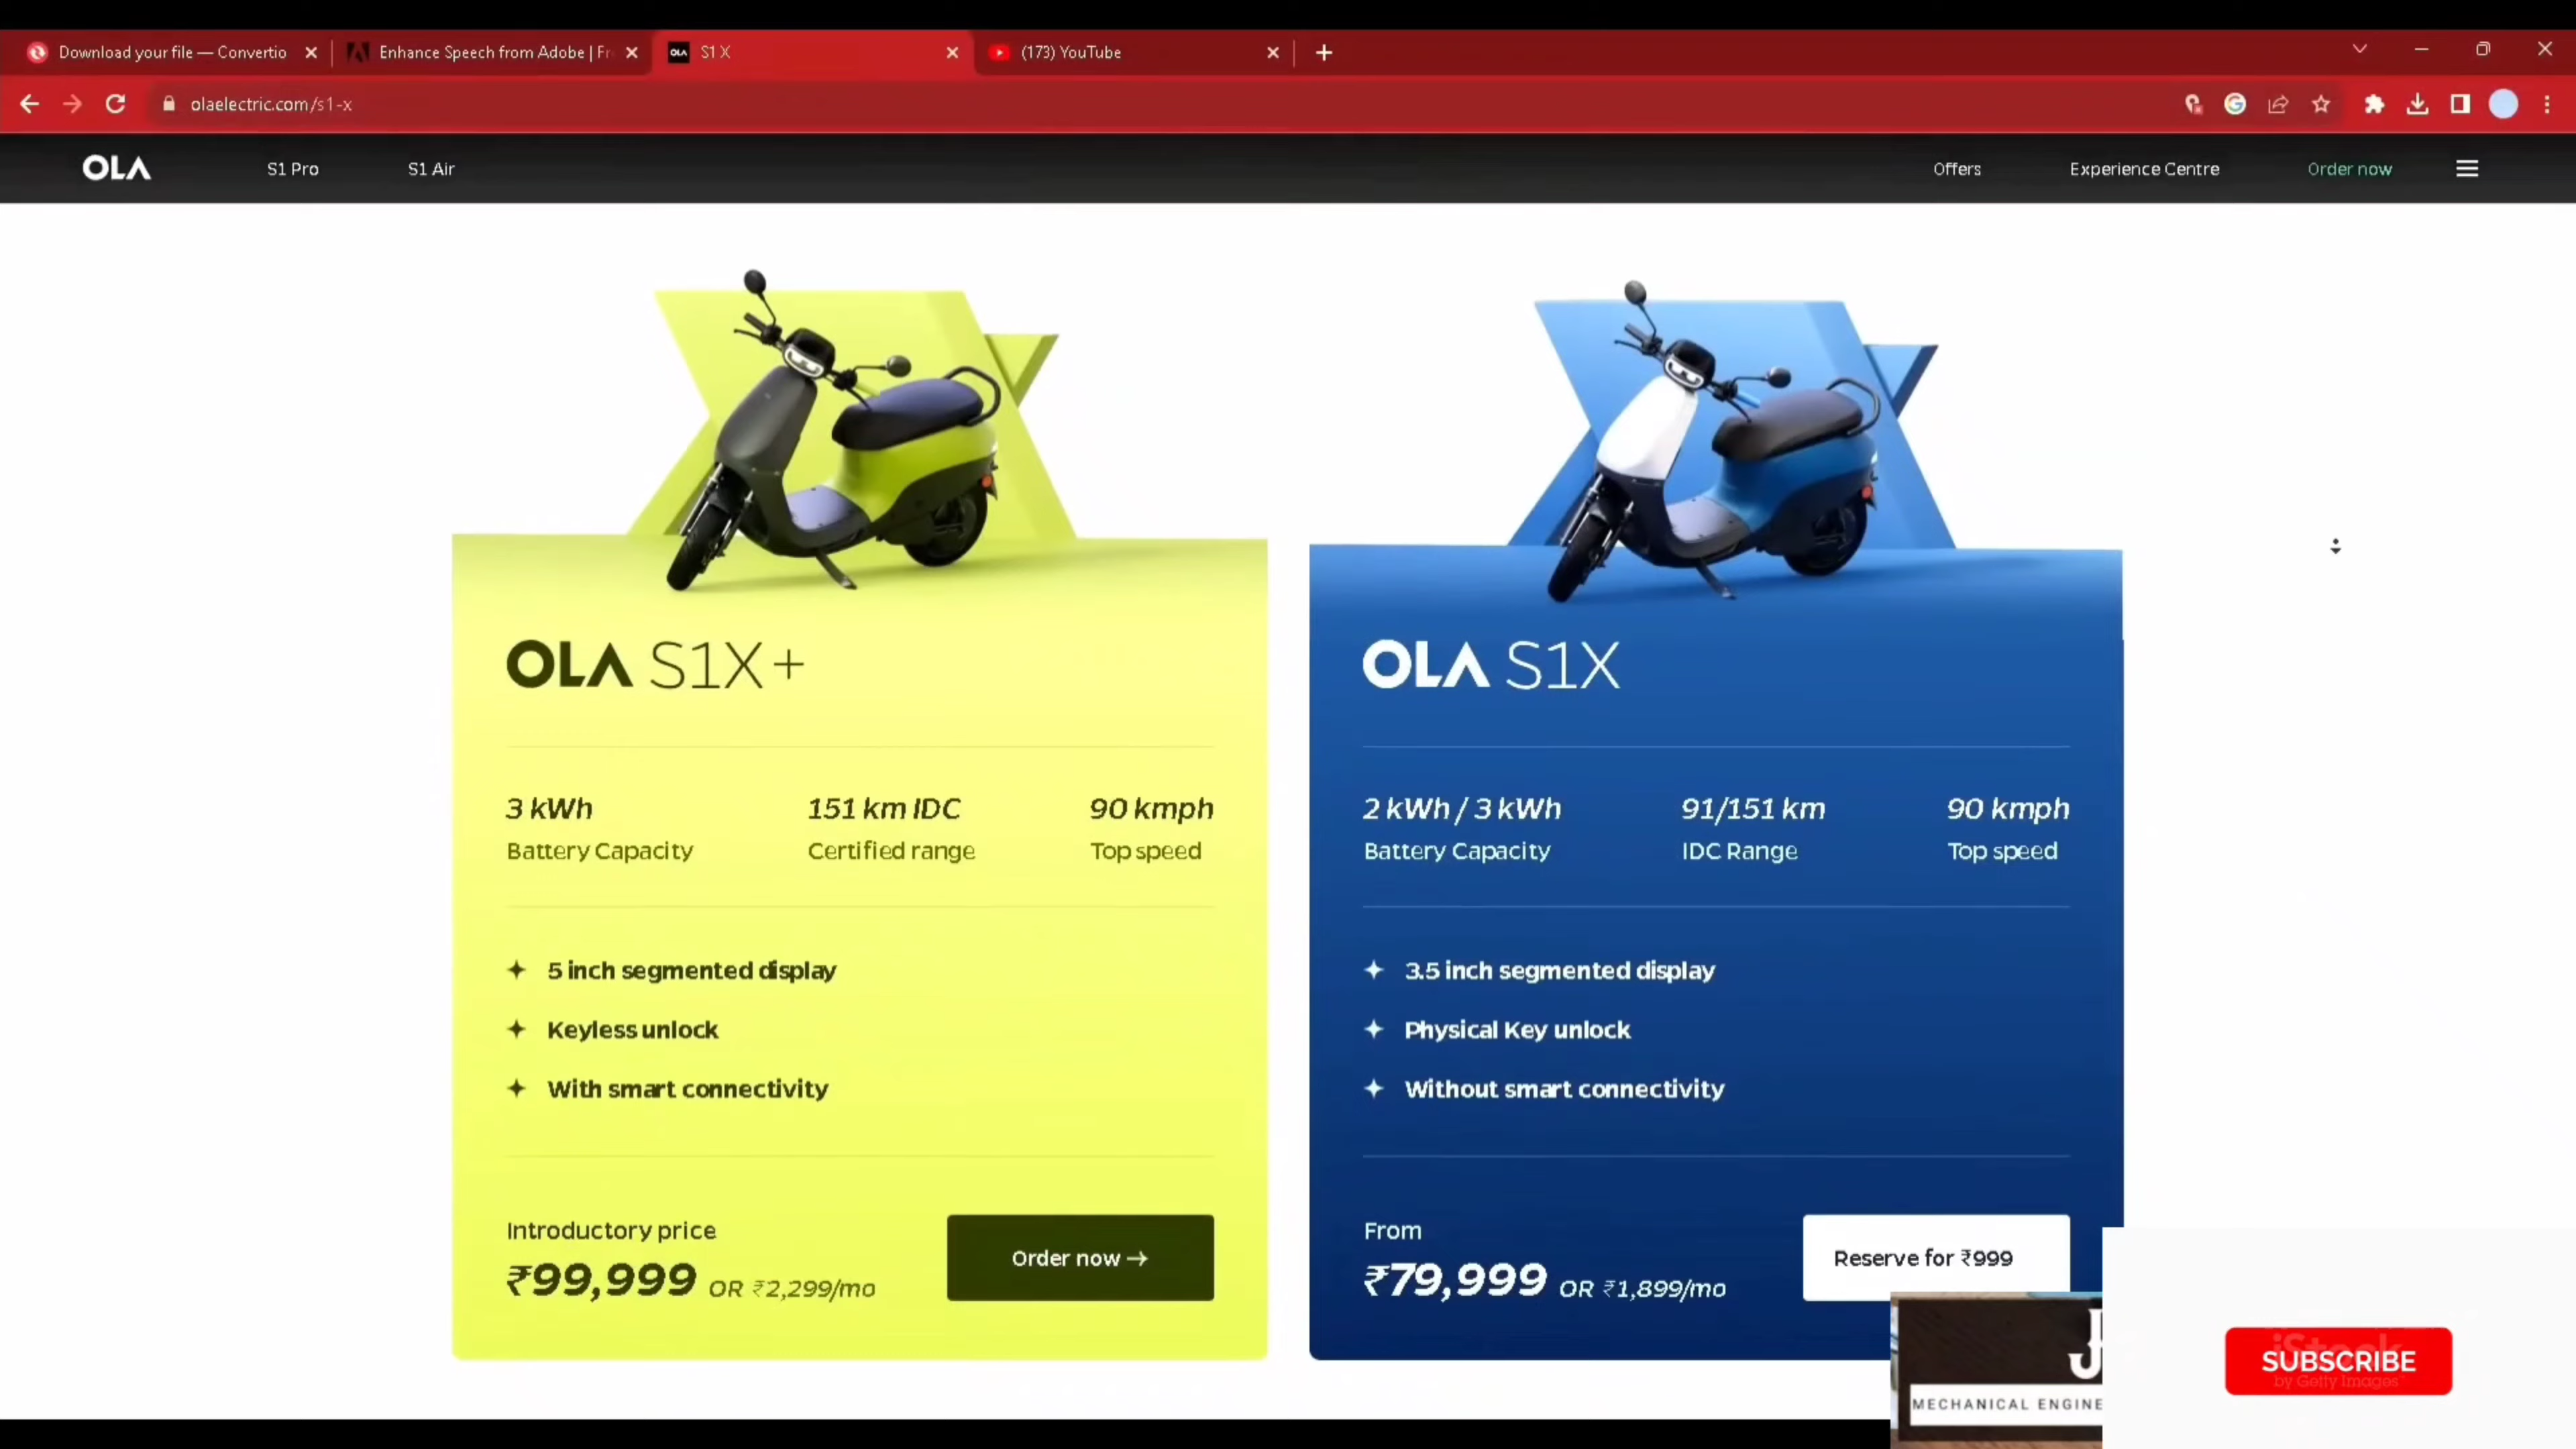 Download your file — Convertio
Enhance Speech from Adobe | Fr
OLA S1 X
(173) YouTube
olaelectric.com/s1-x
OLA
S1 Pro
S1 Air
Offers
Experience Centre
Order now
OLA S1X+
3 kWh
Battery Capacity
151 km IDC
Certified range
90 kmph
Top speed
✦ 5 inch segmented display
✦ Keyless unlock
✦ With smart connectivity
Introductory price
₹99,999 OR ₹2,299/mo
Order now →
OLA S1X
2 kWh / 3 kWh
Battery Capacity
91/151 km
IDC Range
90 kmph
Top speed
✦ 3.5 inch segmented display
✦ Physical Key unlock
✦ Without smart connectivity
From
₹79,999 OR ₹1,899/mo
Reserve for ₹999
J
MECHANICAL ENGINE
iStock
SUBSCRIBE
by Getty Images